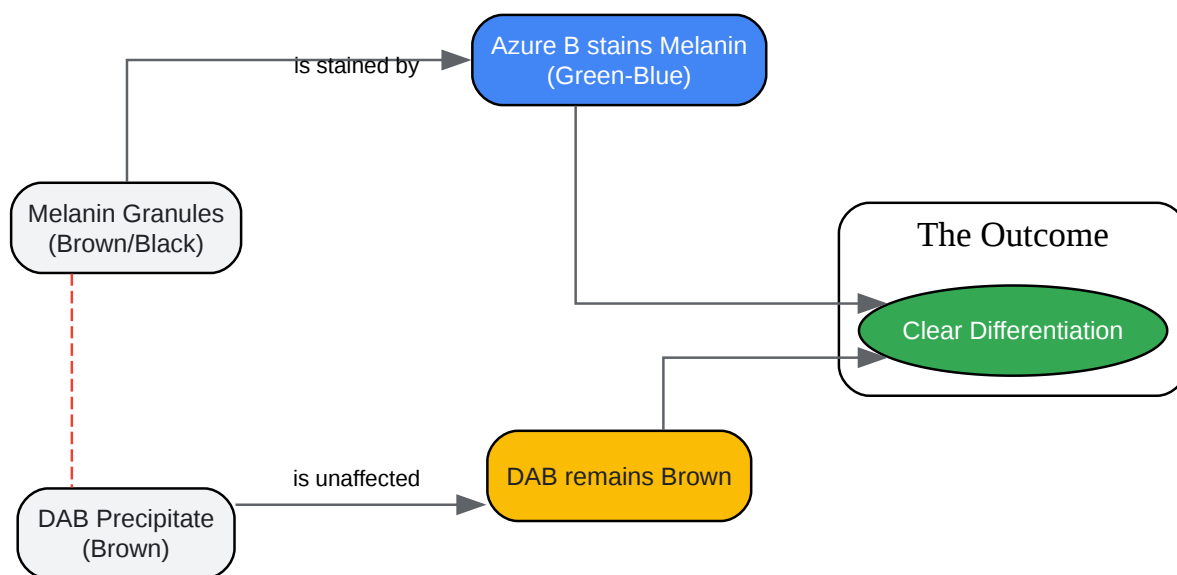 Azure B stains Melanin
(Green-Blue)
is stained by
Melanin Granules
(Brown/Black)
The Outcome
Clear Differentiation
is unaffected
DAB remains Brown
DAB Precipitate
(Brown)